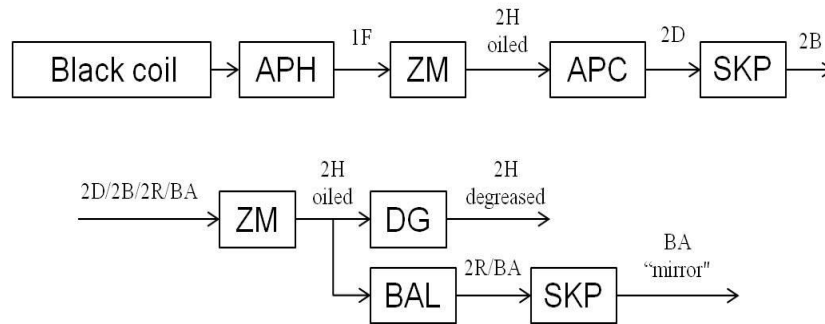 1F
2H
oiled
2D
2B
Black coil
APH
ZM
APC
SKP
2D/2B/2R/BA
2H
oiled
2H
degreased
ZM
DG
2R/BA
BA
“mirror"
BAL
SKP